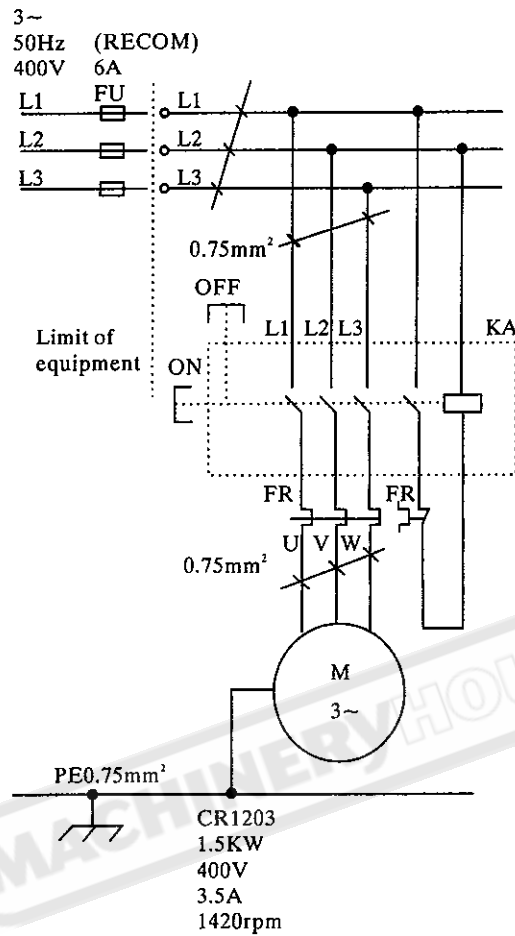 3~
50Hz (RECOM)
400V 6A
FU
L1 L1
L2 L2
L3 L3
0.75mm²
OFF
L1 L2 L3 KA
Limit of
equipment
ON
FR FR
U V W
0.75mm²
M
3~
PE0.75mm²
CR1203
1.5KW
400V
3.5A
1420rpm